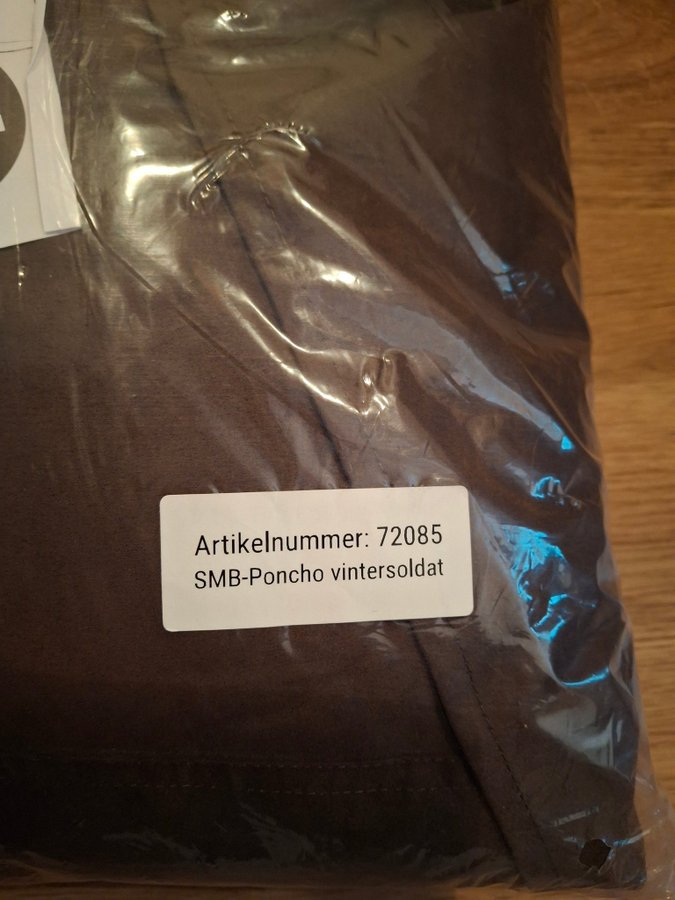 Artikelnummer: 72085
SMB-Poncho vintersoldat